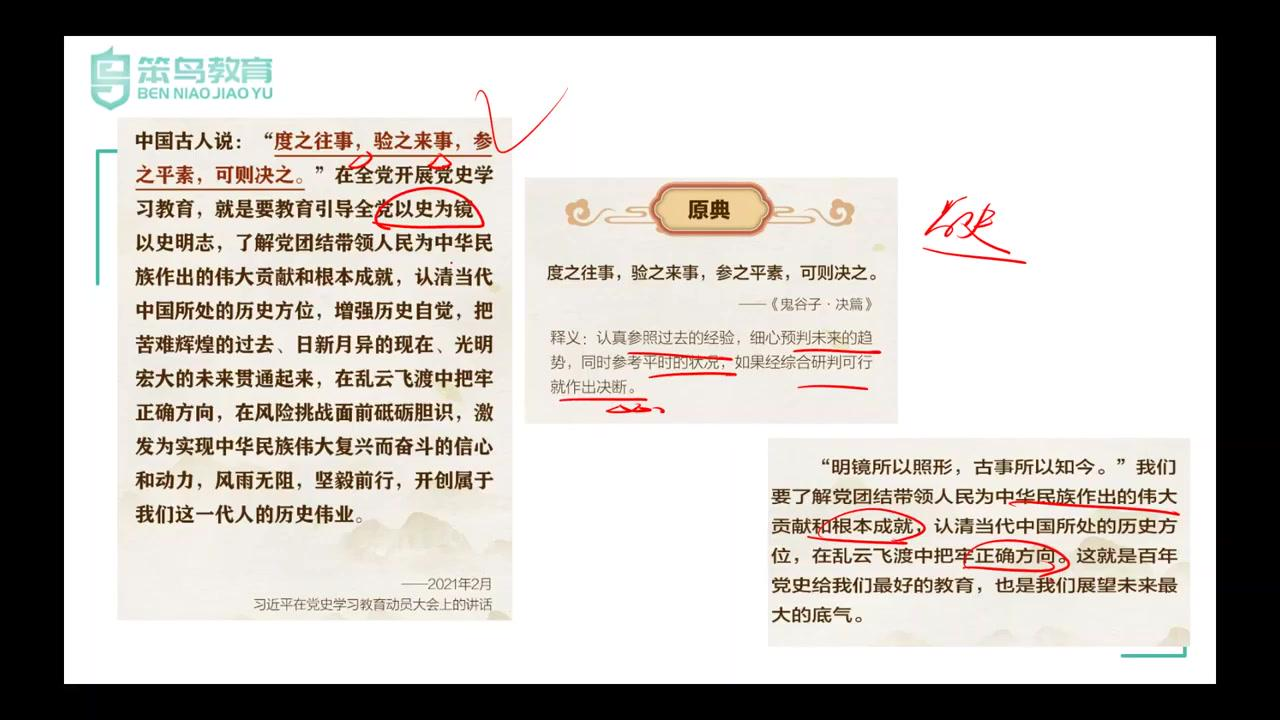 笨鸟教育
BEN NIAO JIAO YU
中国古人说：“度之往事，验之来事，参
之平素，可则决之。”在全党开展党史学
习教育，就是要教育引导全党以史为镜
以史明志，了解党团结带领人民为中华民
族作出的伟大贡献和根本成就，认清当代
中国所处的历史方位，增强历史自觉，把
苦难辉煌的过去、日新月异的现在、光明
宏大的未来贯通起来，在乱云飞渡中把牢
正确方向，在风险挑战面前砥砺胆识，激
发为实现中华民族伟大复兴而奋斗的信心
和动力，风雨无阻，坚毅前行，开创属于
我们这一代人的历史伟业。
——2021年2月
习近平在党史学习教育动员大会上的讲话
原典
度之往事，验之来事，参之平素，可则决之。
——《鬼谷子·决篇》
释义：认真参照过去的经验，细心预判未来的趋
势，同时参考平时的状况，如果经综合研判可行
就作出决断。
“明镜所以照形，古事所以知今。”我们
要了解党团结带领人民为中华民族作出的伟大
贡献和根本成就，认清当代中国所处的历史方
位，在乱云飞渡中把牢正确方向。这就是百年
党史给我们最好的教育，也是我们展望未来最
大的底气。